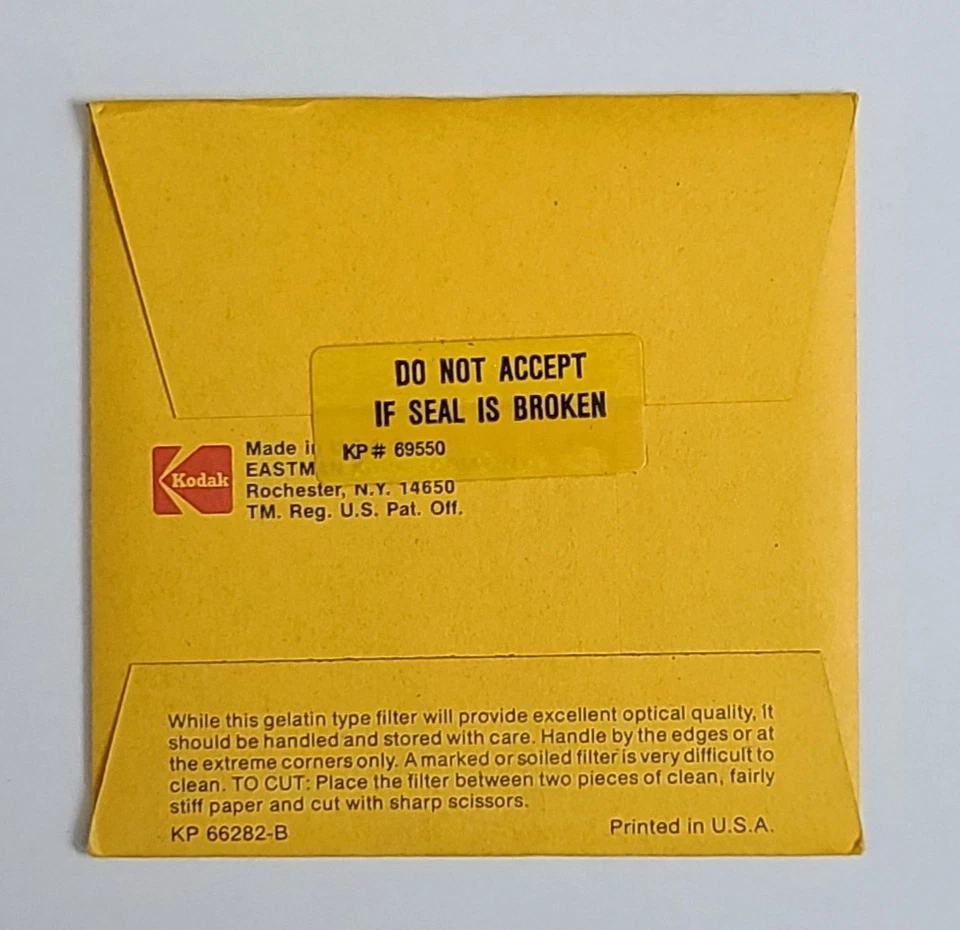 DO NOT ACCEPT
IF SEAL IS BROKEN
KP# 69550
Kodak
Made in
EASTMAN
Rochester, N.Y. 14650
TM. Reg. U.S. Pat. Off.
While this gelatin type filter will provide excellent optical quality, it
should be handled and stored with care. Handle by the edges or at
the extreme corners only. A marked or soiled filter is very difficult to
clean. TO CUT: Place the filter between two pieces of clean, fairly
stiff paper and cut with sharp scissors.
KP 66282-B
Printed in U.S.A.